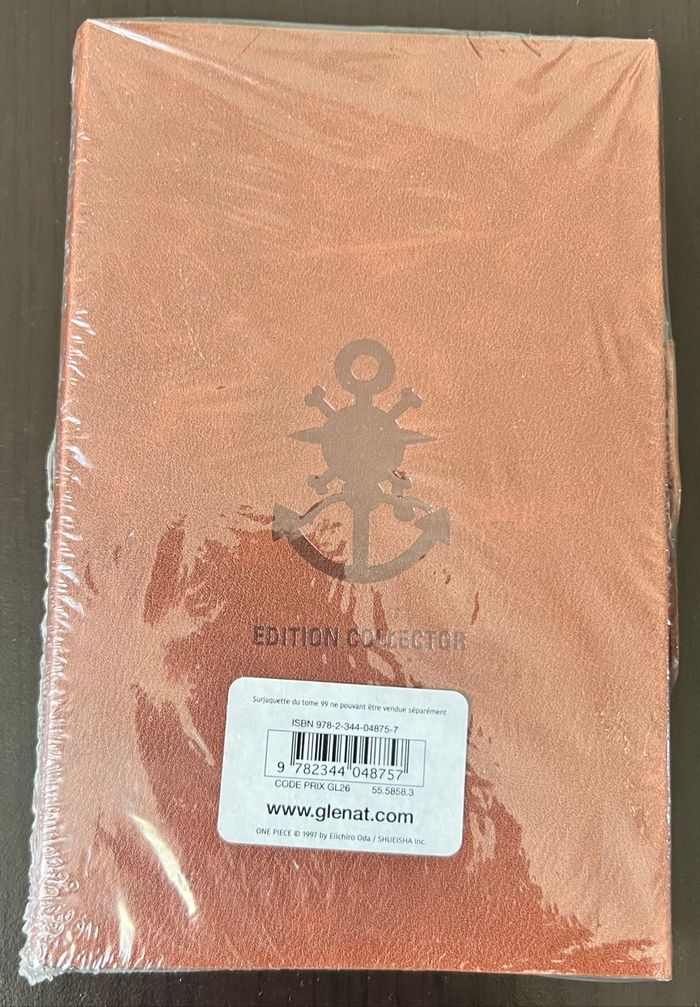 EDITION COLLECTOR
Surjaquette du tome 99 ne pouvant être vendue séparément
ISBN 978-2-344-04875-7
9 782344 048757
CODE PRIX GL26 55.5858.3
www.glenat.com
ONE PIECE © 1997 by Eiichiro Oda / SHUEISHA Inc.